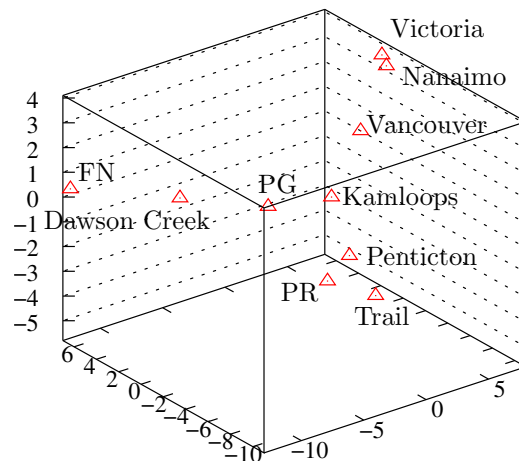 Victoria
Nanaimo
Vancouver
FN
PG
Kamloops
Dawson Creek
Penticton
PR
Trail
4
3
2
1
0
−1
−2
−3
−4
−5
6
4
2
0
−2
−4
−6
−8
−10
−10
−5
0
5